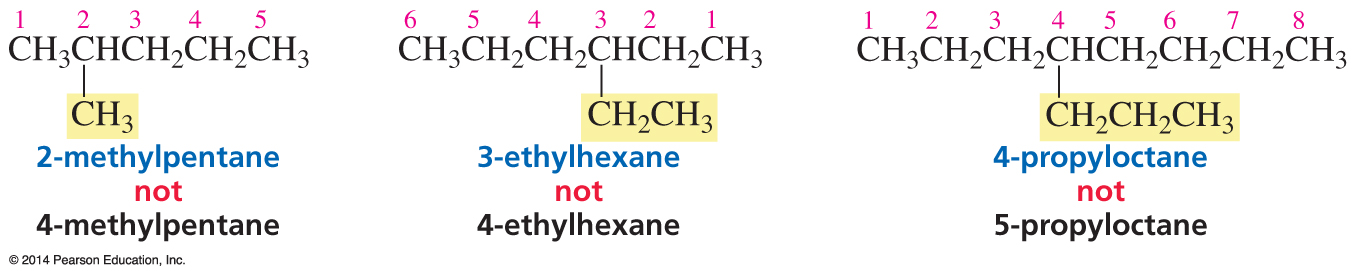 1 2 3 4 5
CH₃CHCH₂CH₂CH₃
CH₃
2-methylpentane
not
4-methylpentane
6 5 4 3 2 1
CH₃CH₂CH₂CHCH₂CH₃
CH₂CH₃
3-ethylhexane
not
4-ethylhexane
1 2 3 4 5 6 7 8
CH₃CH₂CH₂CHCH₂CH₂CH₂CH₃
CH₂CH₂CH₃
4-propyloctane
not
5-propyloctane
© 2014 Pearson Education, Inc.